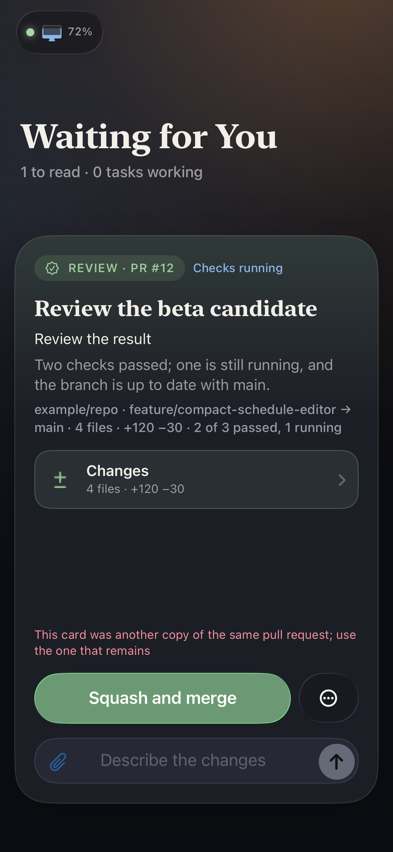 72%
Waiting for You
1 to read · 0 tasks working
REVIEW · PR #12 Checks running
Review the beta candidate
Review the result
Two checks passed; one is still running, and
the branch is up to date with main.
example/repo · feature/compact-schedule-editor →
main · 4 files · +120 −30 · 2 of 3 passed, 1 running
Changes
4 files · +120 −30
This card was another copy of the same pull request; use
the one that remains
Squash and merge
Describe the changes